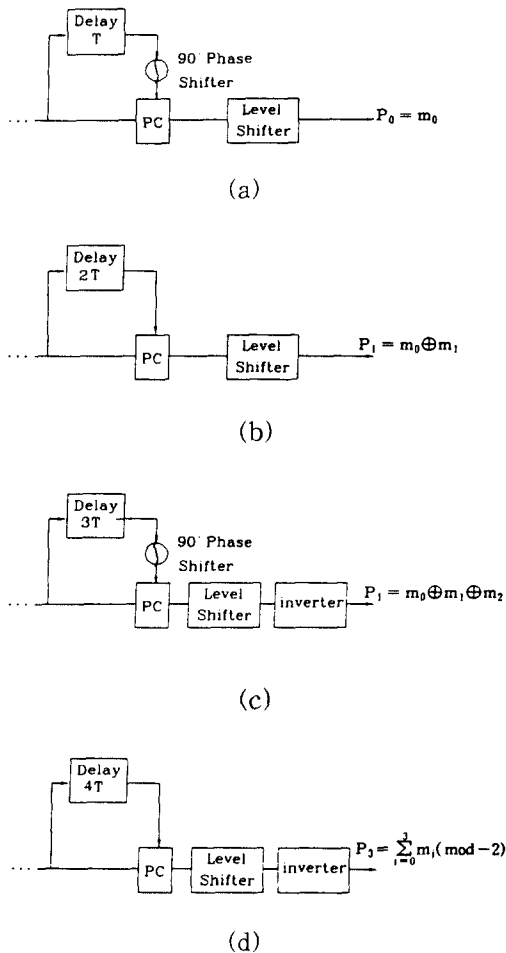 Delay
T
90° Phase
Shifter
...
PC
Level
Shifter
P₀ = m₀
(a)
Delay
2T
...
PC
Level
Shifter
P₁ = m₀⊕m₁
(b)
Delay
3T
90° Phase
Shifter
...
PC
Level
Shifter
inverter
P₁ = m₀⊕m₁⊕m₂
(c)
Delay
4T
...
PC
Level
Shifter
inverter
P₃ = ∑³ᵢ₌₀ mᵢ(mod−2)
(d)